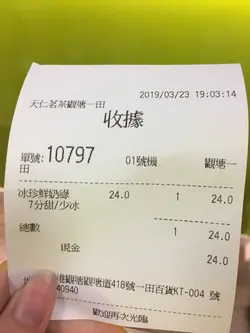 天仁茗茶觀塘一田
2019/03/23 19:03:14
收據
單號:10797 01號機 觀塘一
田
冰珍鮮奶綠 24.0 1 24.0
7分甜/少冰
總數 1 24.0
現金 24.0
港觀塘觀塘道418號一田百貨KT-004 號
40940
歡迎再次光臨